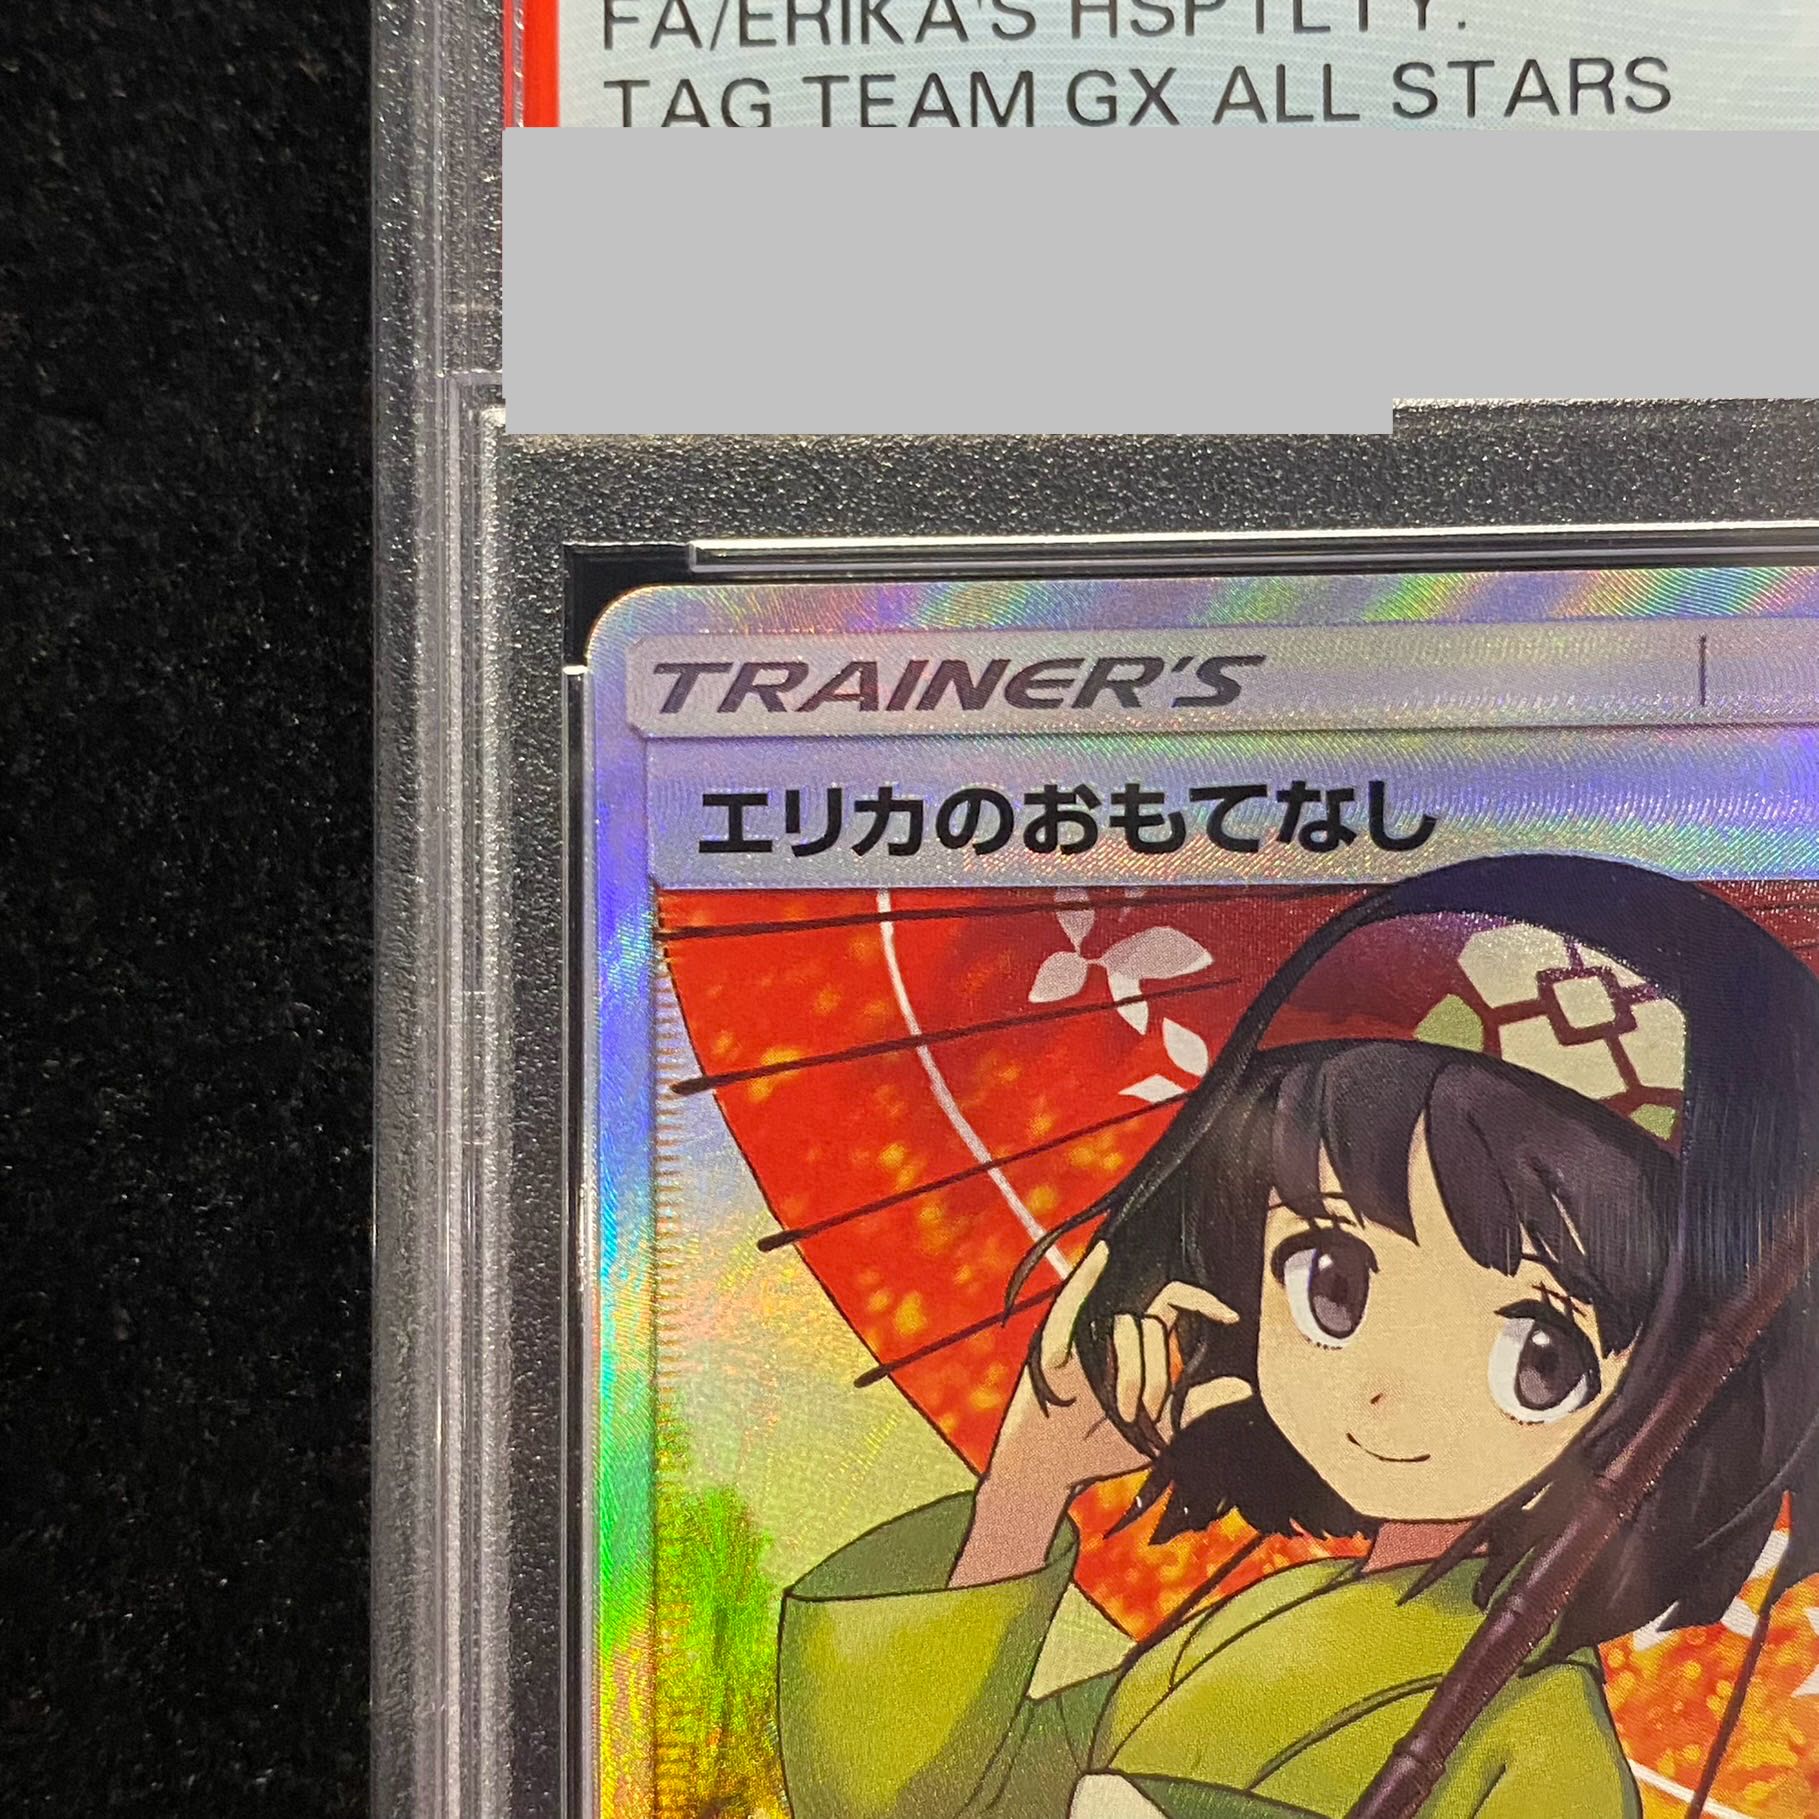 FA/ERIKA'S HSPTLTY.
TAG TEAM GX ALL STARS
TRAINER'S
エリカのおもてなし